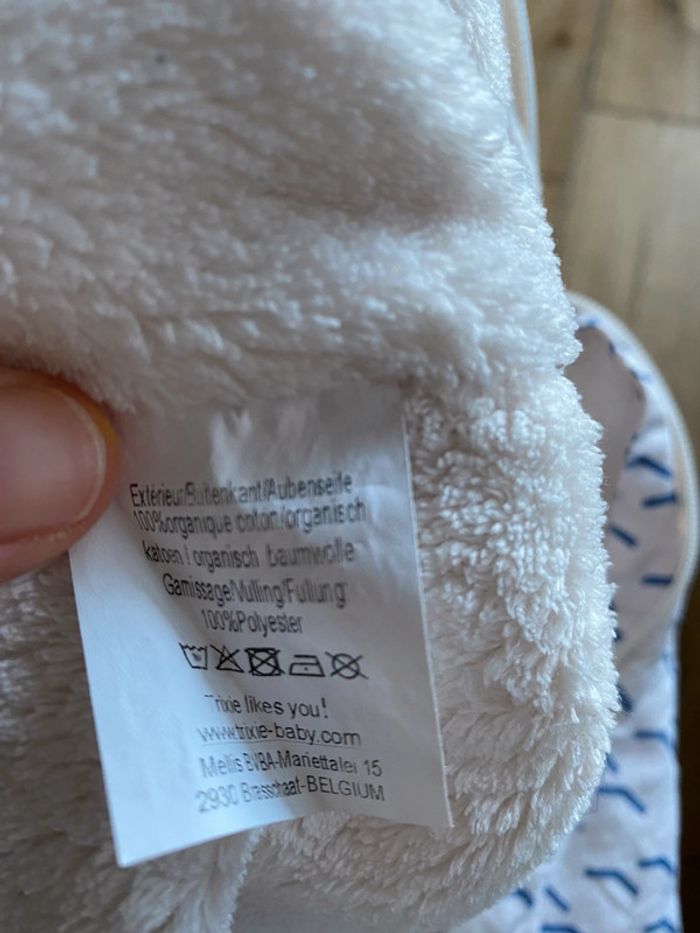 Extérieur/Buitenkant/Aubenseite
100%organique coton/organisch
katoen / organisch baumwolle
Garnissage/Vulling/Fullung
100%Polyester
Trixie likes you!
www.trixie-baby.com
Mellis BVBA-Mariettalei 15
2930 Brasschaat-BELGIUM